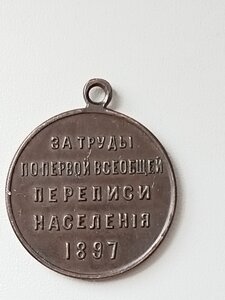 ЗА ТРУДЫ
ПО ПЕРВОЙ ВСЕОБЩЕЙ
ПЕРЕПИСИ
НАСЕЛЕНІЯ
1897